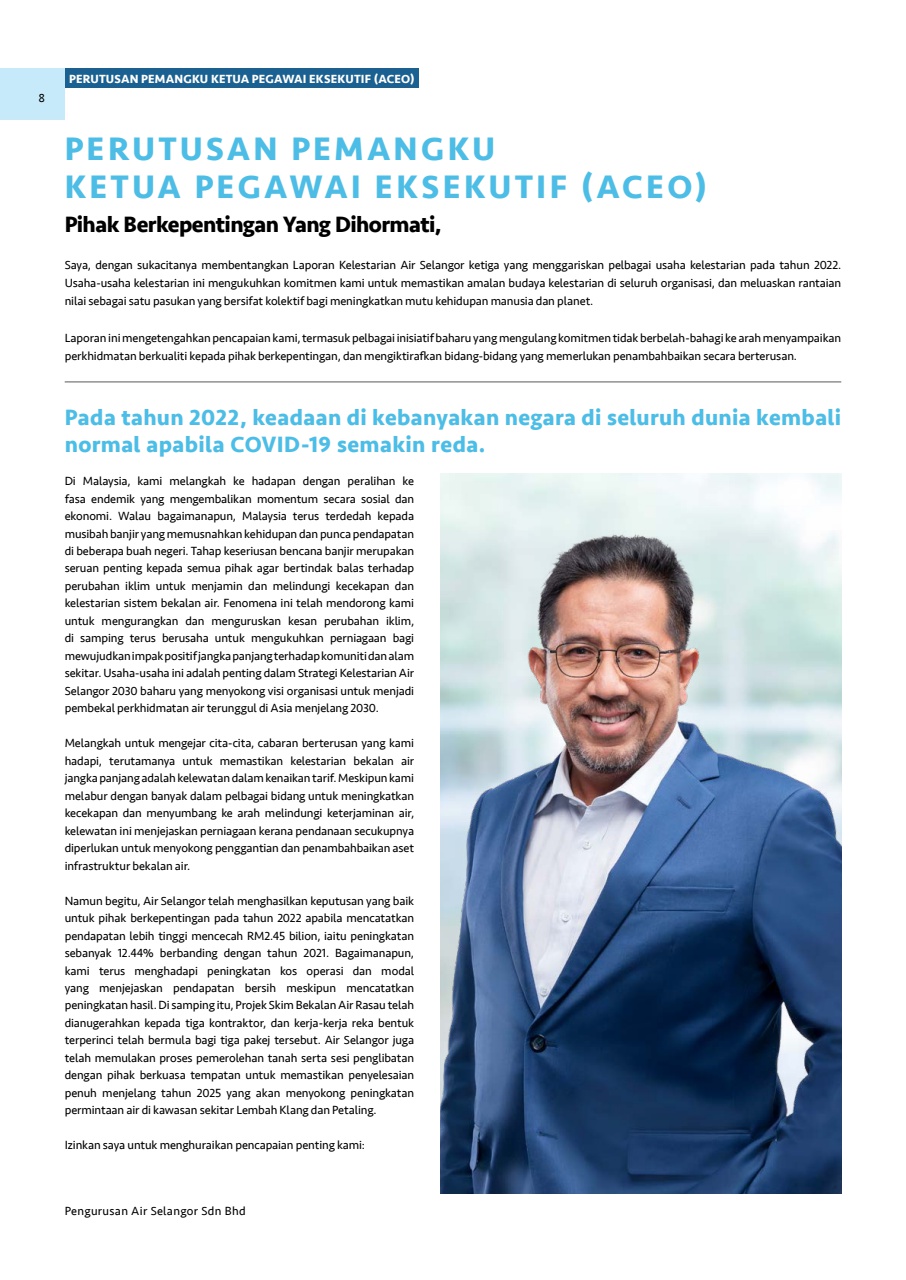 PERUTUSAN PEMANGKU KETUA PEGAWAI EKSEKUTIF (ACEO)
8
PERUTUSAN PEMANGKU
KETUA PEGAWAI EKSEKUTIF (ACEO)
Pihak Berkepentingan Yang Dihormati,
Saya, dengan sukacitanya membentangkan Laporan Kelestarian Air Selangor ketiga yang menggariskan pelbagai usaha kelestarian pada tahun 2022.
Usaha-usaha kelestarian ini mengukuhkan komitmen kami untuk memastikan amalan budaya kelestarian di seluruh organisasi, dan meluaskan rantaian
nilai sebagai satu pasukan yang bersifat kolektif bagi meningkatkan mutu kehidupan manusia dan planet.
Laporan ini mengetengahkan pencapaian kami, termasuk pelbagai inisiatif baharu yang mengulang komitmen tidak berbelah-bahagi ke arah menyampaikan
perkhidmatan berkualiti kepada pihak berkepentingan, dan mengiktirafkan bidang-bidang yang memerlukan penambahbaikan secara berterusan.
Pada tahun 2022, keadaan di kebanyakan negara di seluruh dunia kembali
normal apabila COVID-19 semakin reda.
Di Malaysia, kami melangkah ke hadapan dengan peralihan ke
fasa endemik yang mengembalikan momentum secara sosial dan
ekonomi. Walau bagaimanapun, Malaysia terus terdedah kepada
musibah banjir yang memusnahkan kehidupan dan punca pendapatan
di beberapa buah negeri. Tahap keseriusan bencana banjir merupakan
seruan penting kepada semua pihak agar bertindak balas terhadap
perubahan iklim untuk menjamin dan melindungi kecekapan dan
kelestarian sistem bekalan air. Fenomena ini telah mendorong kami
untuk mengurangkan dan menguruskan kesan perubahan iklim,
di samping terus berusaha untuk mengukuhkan perniagaan bagi
mewujudkan impak positif jangka panjang terhadap komuniti dan alam
sekitar. Usaha-usaha ini adalah penting dalam Strategi Kelestarian Air
Selangor 2030 baharu yang menyokong visi organisasi untuk menjadi
pembekal perkhidmatan air terunggul di Asia menjelang 2030.
Melangkah untuk mengejar cita-cita, cabaran berterusan yang kami
hadapi, terutamanya untuk memastikan kelestarian bekalan air
jangka panjang adalah kelewatan dalam kenaikan tarif. Meskipun kami
melabur dengan banyak dalam pelbagai bidang untuk meningkatkan
kecekapan dan menyumbang ke arah melindungi keterjaminan air,
kelewatan ini menjejaskan perniagaan kerana pendanaan secukupnya
diperlukan untuk menyokong penggantian dan penambahbaikan aset
infrastruktur bekalan air.
Namun begitu, Air Selangor telah menghasilkan keputusan yang baik
untuk pihak berkepentingan pada tahun 2022 apabila mencatatkan
pendapatan lebih tinggi mencecah RM2.45 bilion, iaitu peningkatan
sebanyak 12.44% berbanding dengan tahun 2021. Bagaimanapun,
kami terus menghadapi peningkatan kos operasi dan modal
yang menjejaskan pendapatan bersih meskipun mencatatkan
peningkatan hasil. Di samping itu, Projek Skim Bekalan Air Rasau telah
dianugerahkan kepada tiga kontraktor, dan kerja-kerja reka bentuk
terperinci telah bermula bagi tiga pakej tersebut. Air Selangor juga
telah memulakan proses pemerolehan tanah serta sesi penglibatan
dengan pihak berkuasa tempatan untuk memastikan penyelesaian
penuh menjelang tahun 2025 yang akan menyokong peningkatan
permintaan air di kawasan sekitar Lembah Klang dan Petaling.
Izinkan saya untuk menghuraikan pencapaian penting kami:
Pengurusan Air Selangor Sdn Bhd